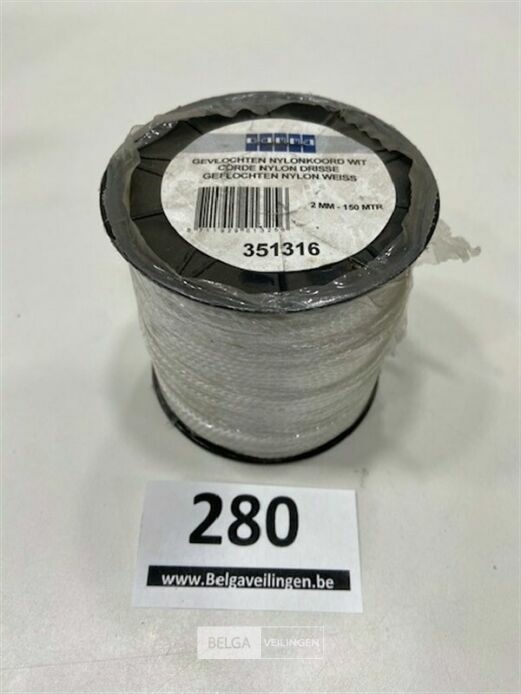 GEVLOCHTEN NYLONKOORD WIT
CORDE NYLON DRISSE
GEFLOCHTEN NYLON WEISS
2 MM - 150 MTR
351316
280
www.Belgaveilingen.be
BELGA VEILINGEN